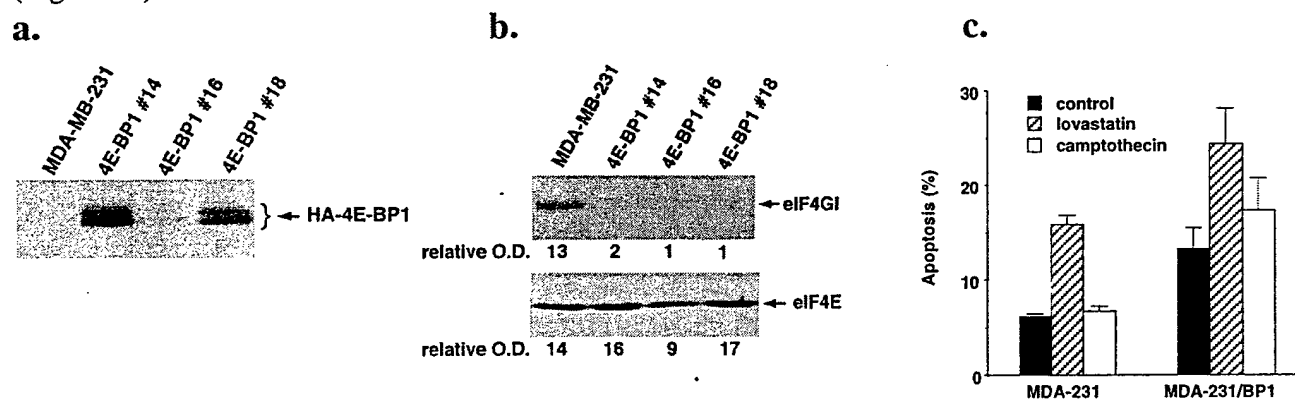 a.
MDA-MB-231
4E-BP1 #14
4E-BP1 #16
4E-BP1 #18
HA-4E-BP1
b.
MDA-MB-231
4E-BP1 #14
4E-BP1 #16
4E-BP1 #18
eIF4GI
relative O.D. 13 2 1 1
eIF4E
relative O.D. 14 16 9 17
c.
30
20
10
0
Apoptosis (%)
control
lovastatin
camptothecin
MDA-231 MDA-231/BP1